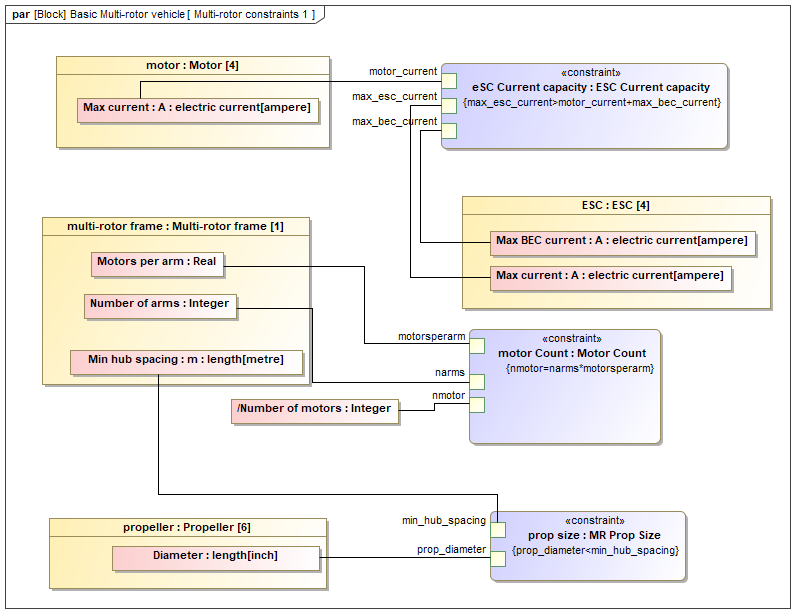 par [Block] Basic Multi-rotor vehicle [ Multi-rotor constraints 1 ]
motor : Motor [4]
Max current : A : electric current[ampere]
motor_current
max_esc_current
max_bec_current
«constraint»
eSC Current capacity : ESC Current capacity
{max_esc_current>motor_current+max_bec_current}
ESC : ESC [4]
Max BEC current : A : electric current[ampere]
Max current : A : electric current[ampere]
multi-rotor frame : Multi-rotor frame [1]
Motors per arm : Real
Number of arms : Integer
Min hub spacing : m : length[metre]
/Number of motors : Integer
motorsperarm
narms
nmotor
«constraint»
motor Count : Motor Count
{nmotor=narms*motorsperarm}
propeller : Propeller [6]
Diameter : length[inch]
min_hub_spacing
prop_diameter
«constraint»
prop size : MR Prop Size
{prop_diameter<min_hub_spacing}